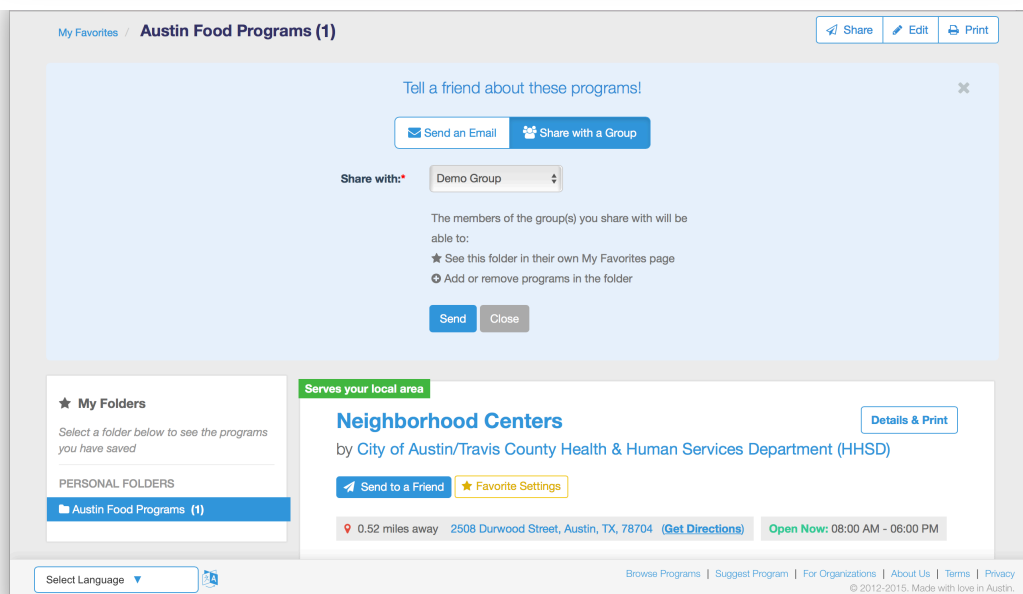 My Favorites / Austin Food Programs (1)
Share Edit Print
Tell a friend about these programs!
Send an Email Share with a Group
Share with:* Demo Group
The members of the group(s) you share with will be
able to:
See this folder in their own My Favorites page
Add or remove programs in the folder
Send Close
My Folders
Select a folder below to see the programs
you have saved
PERSONAL FOLDERS
Austin Food Programs (1)
Serves your local area
Neighborhood Centers
Details & Print
by City of Austin/Travis County Health & Human Services Department (HHSD)
Send to a Friend Favorite Settings
0.52 miles away 2508 Durwood Street, Austin, TX, 78704 (Get Directions) Open Now: 08:00 AM - 06:00 PM
Select Language ▼
Browse Programs | Suggest Program | For Organizations | About Us | Terms | Privacy
© 2012-2015. Made with love in Austin.